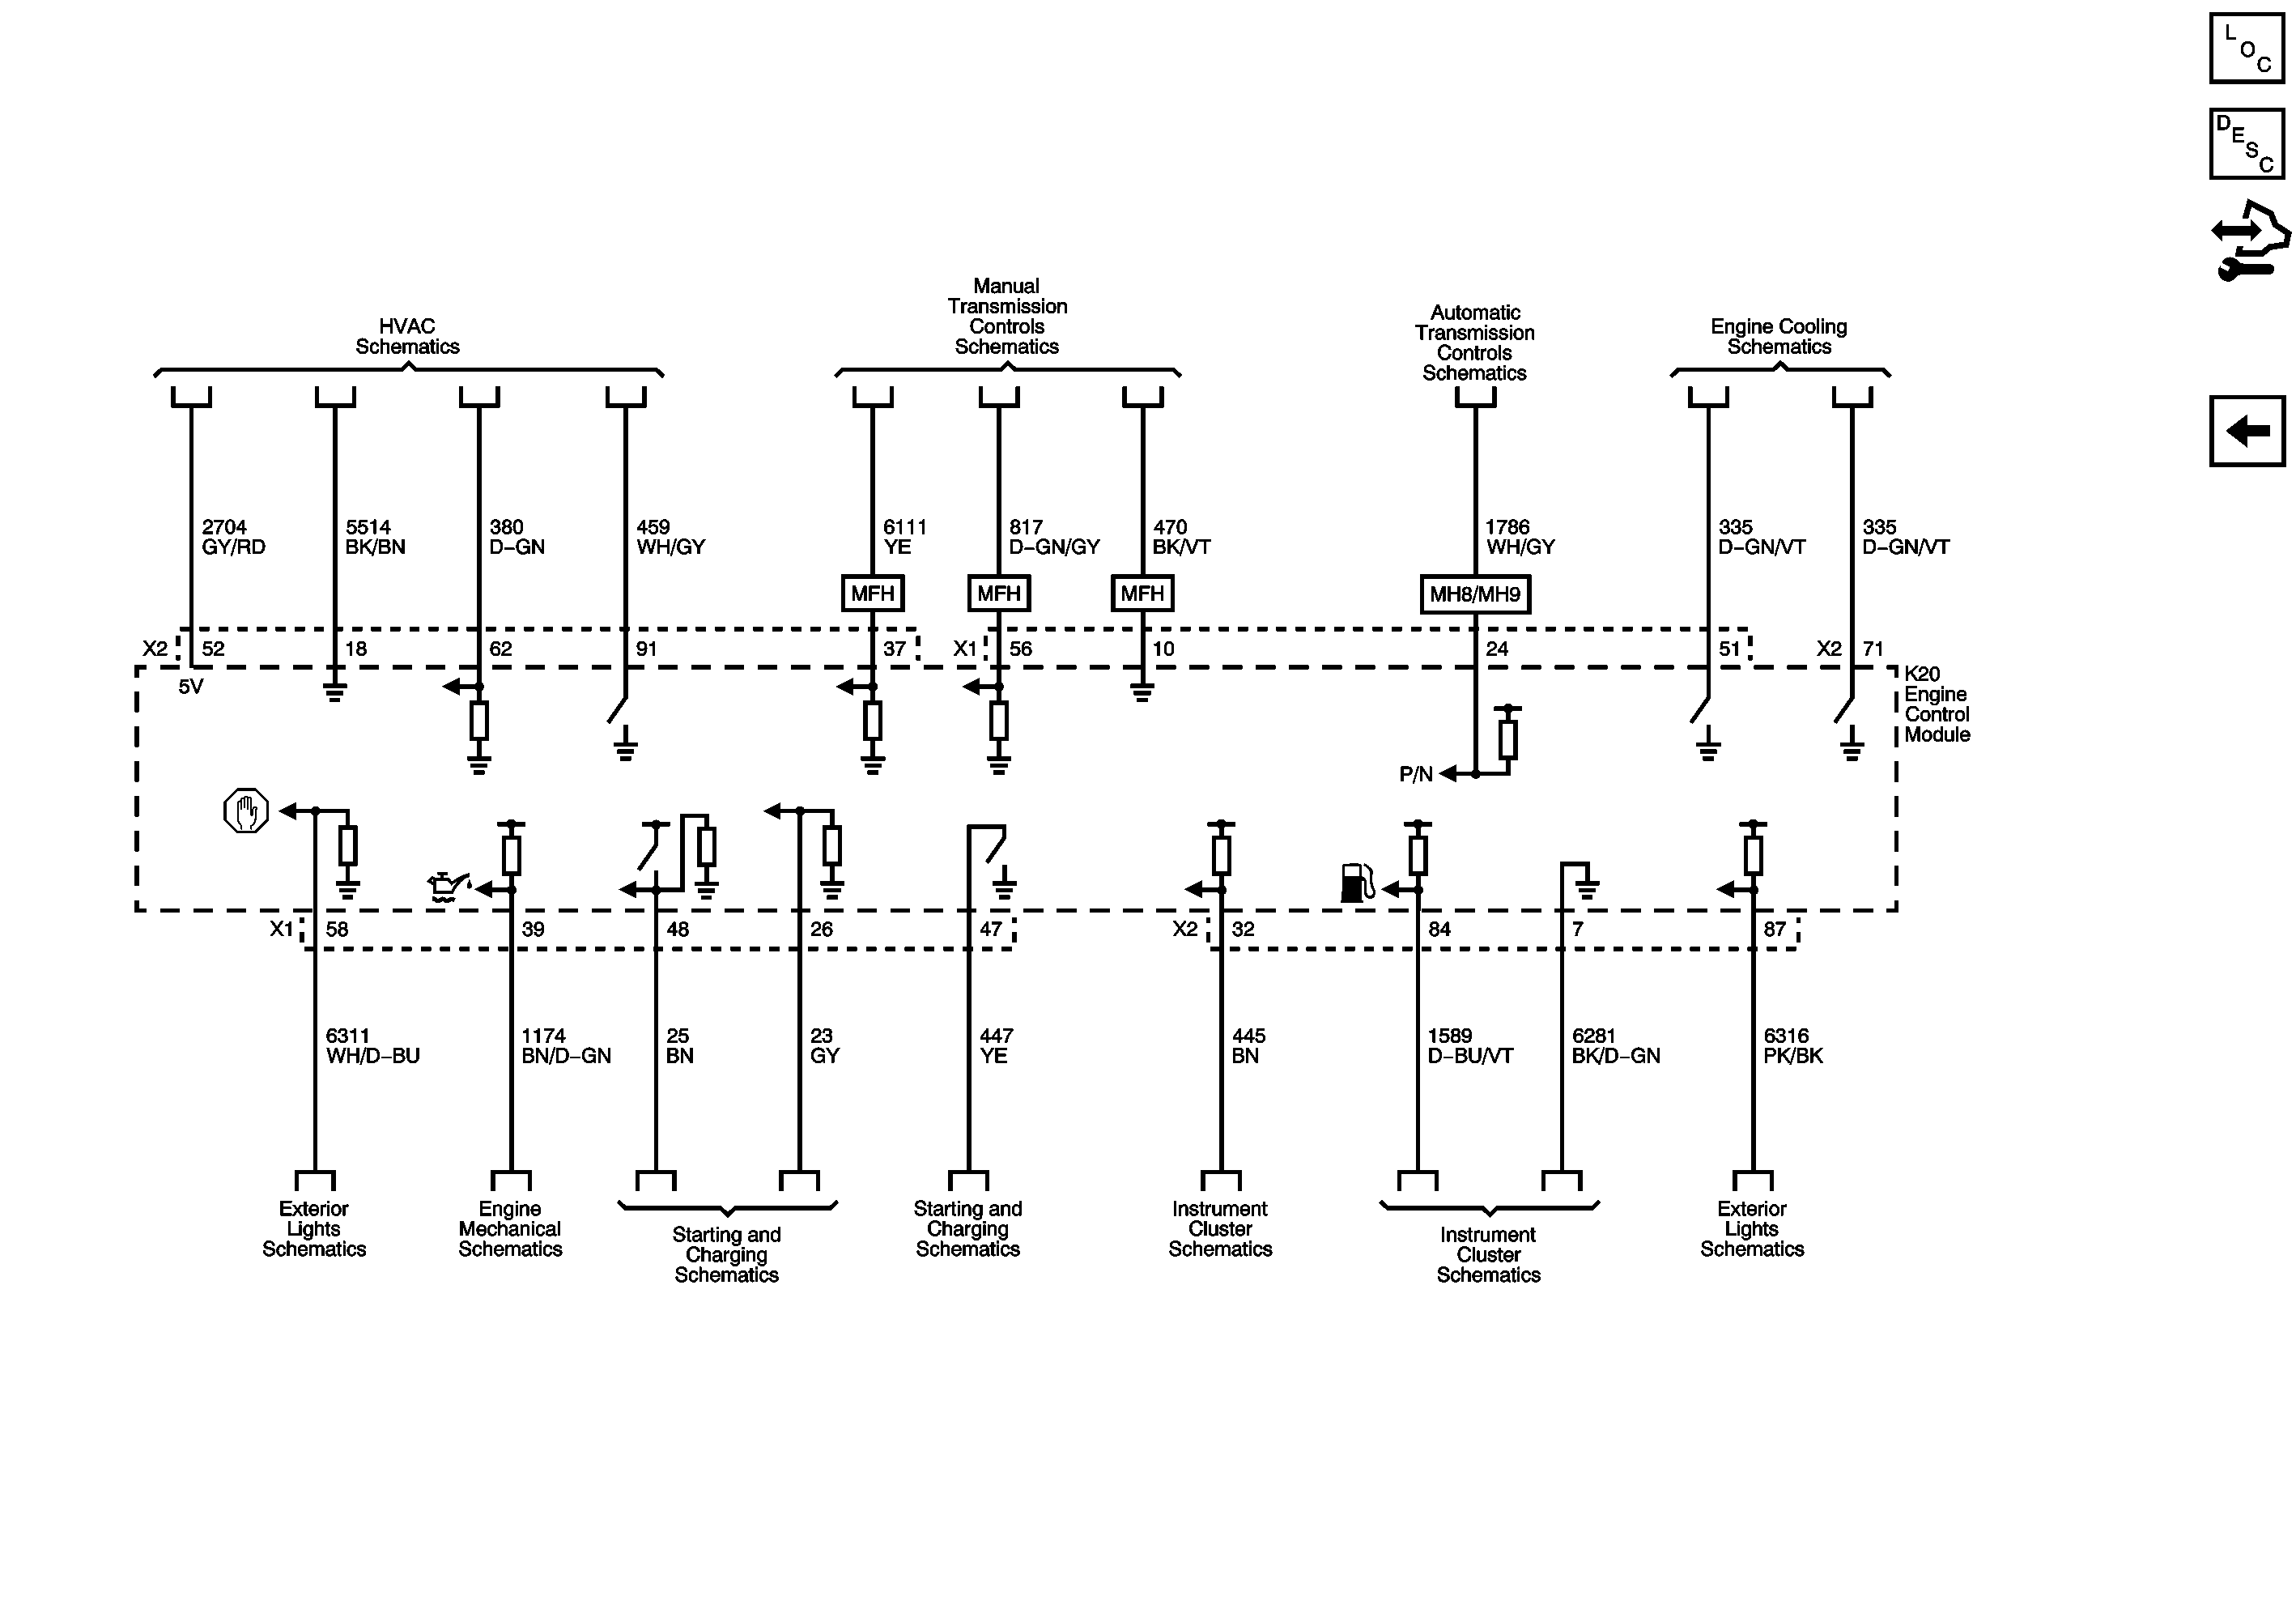 L
O
C
D
E
S
C
HVAC
Schematics
Manual
Transmission
Controls
Schematics
Automatic
Transmission
Controls
Schematics
Engine Cooling
Schematics
2704
GY/RD
5514
BK/BN
380
D-GN
459
WH/GY
6111
YE
817
D-GN/GY
470
BK/VT
1786
WH/GY
335
D-GN/VT
335
D-GN/VT
MFH
MFH
MFH
MH8/MH9
X2 52 18 62 91 37 X1 56 10 24 51 X2 71
5V
K20
Engine
Control
Module
P/N
X1 58 39 48 26 47 X2 32 84 7 87
6311
WH/D-BU
1174
BN/D-GN
25
BN
23
GY
447
YE
445
BN
1589
D-BU/VT
6281
BK/D-GN
6316
PK/BK
Exterior
Lights
Schematics
Engine
Mechanical
Schematics
Starting and
Charging
Schematics
Starting and
Charging
Schematics
Instrument
Cluster
Schematics
Instrument
Cluster
Schematics
Exterior
Lights
Schematics